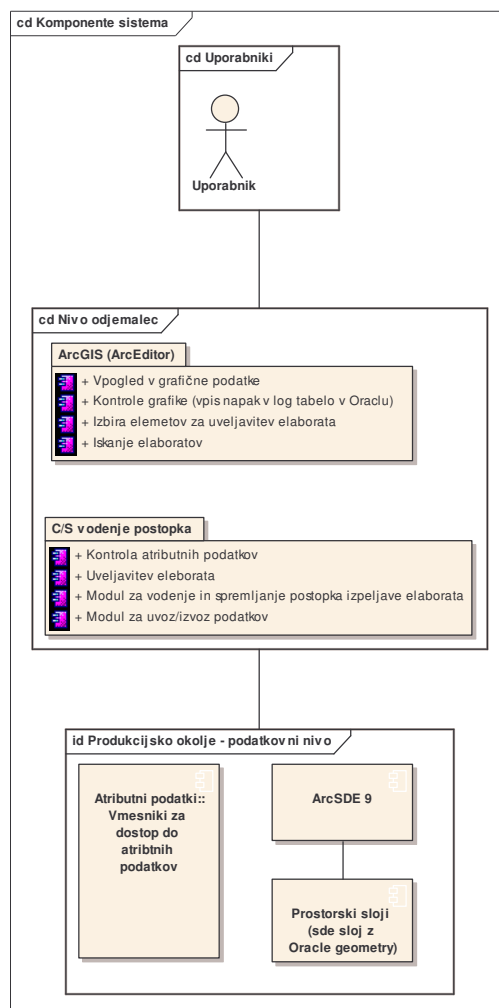 cd Komponente sistema
cd Uporabniki
Uporabnik
cd Nivo odjemalec
ArcGIS (ArcEditor)
+ Vpogled v grafične podatke
+ Kontrole grafike (vpis napak v log tabelo v Oraclu)
+ Izbira elemetov za uveljavitev elaborata
+ Iskanje elaboratov
C/S vodenje postopka
+ Kontrola atributnih podatkov
+ Uveljavitev eleborata
+ Modul za vodenje in spremljanje postopka izpeljave elaborata
+ Modul za uvoz/izvoz podatkov
id Produkcijsko okolje - podatkovni nivo
Atributni podatki::
Vmesniki za
dostop do
atribtnih
podatkov
ArcSDE 9
Prostorski sloji
(sde sloj z
Oracle geometry)